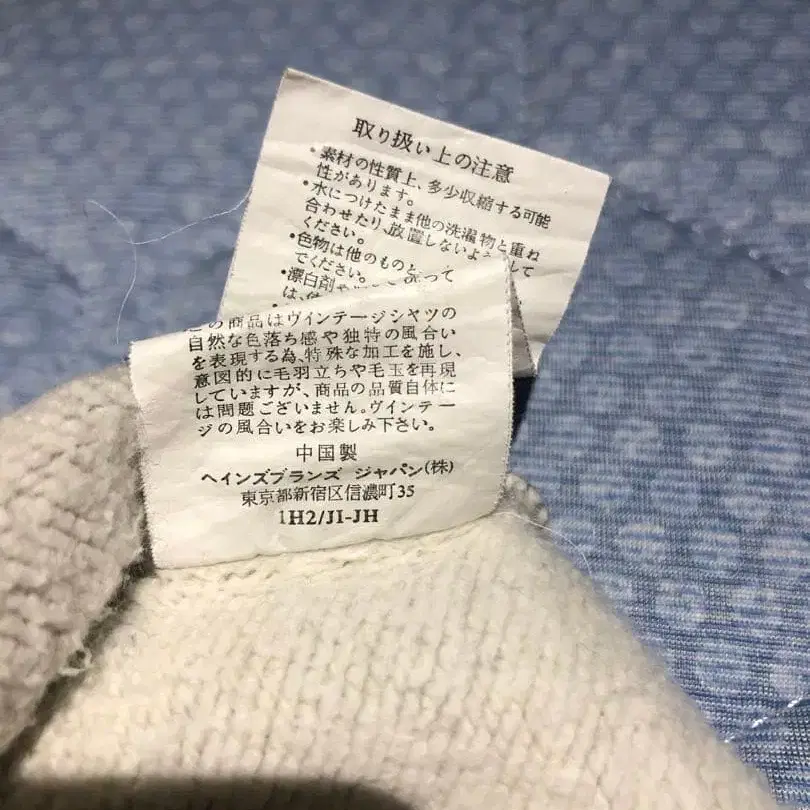 取り扱い上の注意
・素材の性質上、多少収縮する可能
性があります。
・水につけたまま他の洗濯物と重ね
合わせたり、放置しないようにして
ください。
・色物は他のものと
でください。 って
・漂白剤や
は、
この商品はヴィンテージシャツの
自然な色落ち感や独特の風合い
を表現する為、特殊な加工を施し、
意図的に毛羽立ちや毛玉を再現
していますが、商品の品質自体に
は問題ございません。ヴィンテー
ジの風合いをお楽しみ下さい。
中国製
ヘインズブランズ ジャパン(株)
東京都新宿区信濃町35
1H2/JI-JH